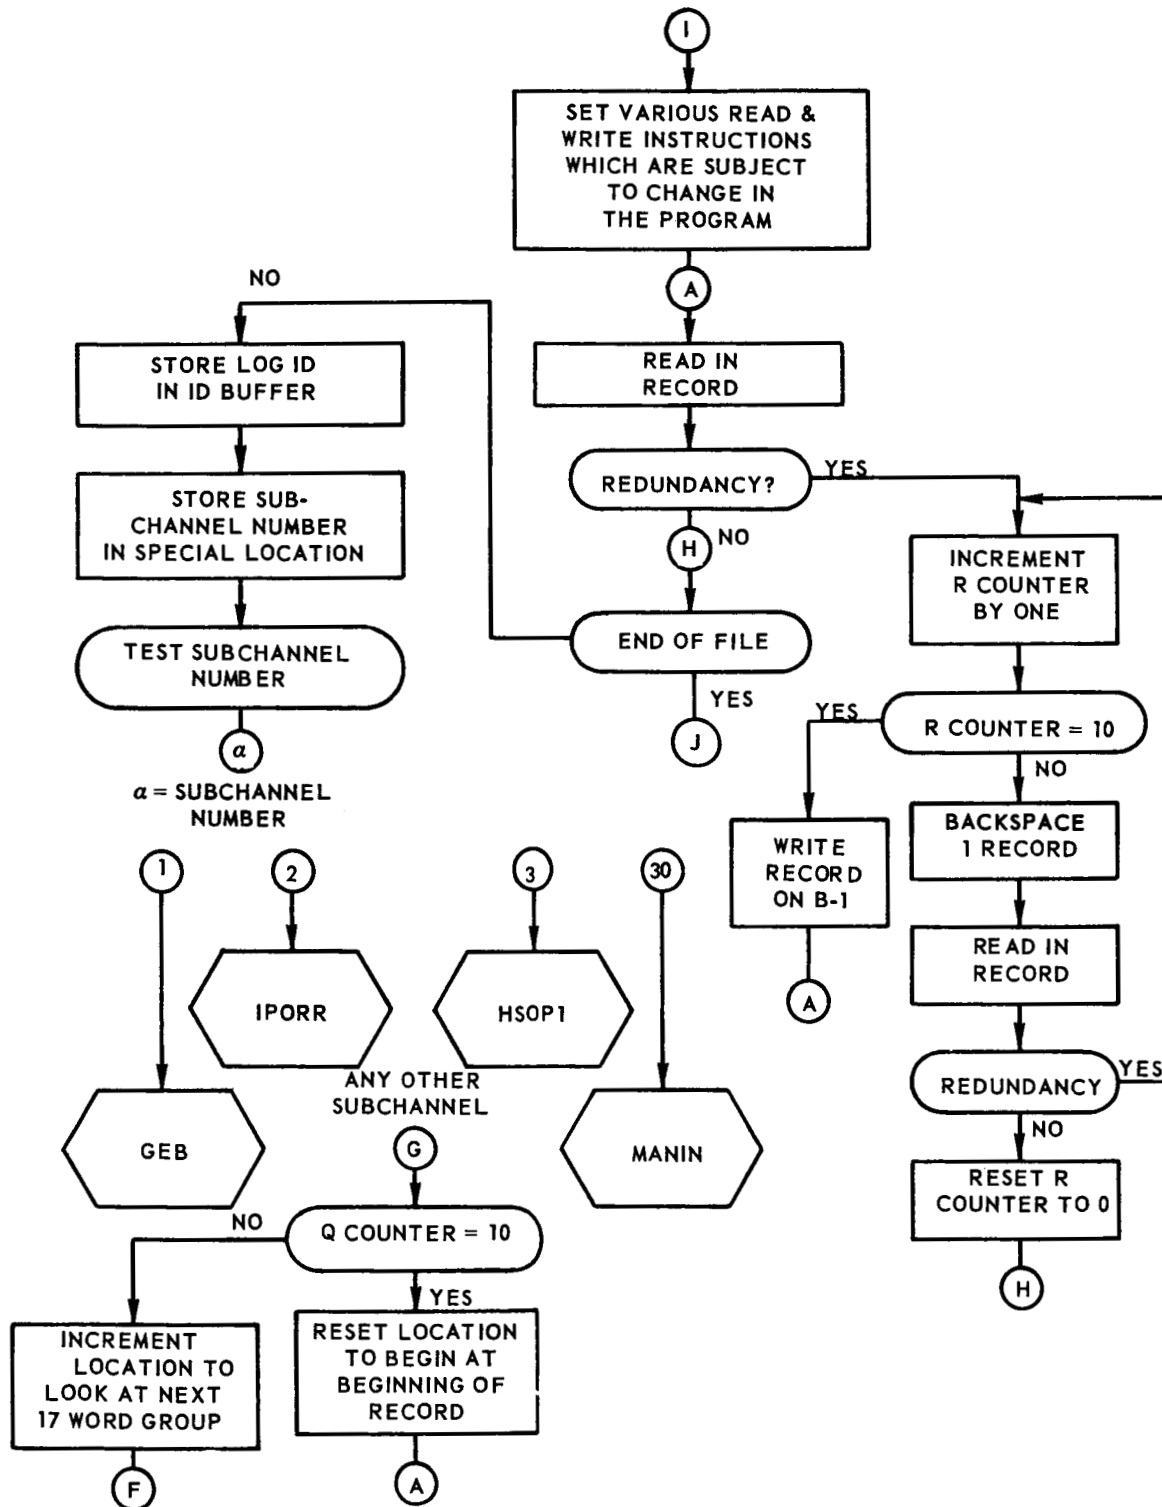 I
SET VARIOUS READ &
WRITE INSTRUCTIONS
WHICH ARE SUBJECT
TO CHANGE IN
THE PROGRAM
A
NO
STORE LOG ID
IN ID BUFFER
READ IN
RECORD
STORE SUB-
CHANNEL NUMBER
IN SPECIAL LOCATION
REDUNDANCY?
YES
H
NO
INCREMENT
R COUNTER
BY ONE
TEST SUBCHANNEL
NUMBER
END OF FILE
YES
J
α
α = SUBCHANNEL
NUMBER
YES
R COUNTER = 10
NO
BACKSPACE
1 RECORD
WRITE
RECORD
ON B-1
A
READ IN
RECORD
REDUNDANCY
YES
NO
RESET R
COUNTER TO 0
H
1
2
3
30
IPORR
HSOP1
GEB
MANIN
ANY OTHER
SUBCHANNEL
G
NO
Q COUNTER = 10
YES
INCREMENT
LOCATION TO
LOOK AT NEXT
17 WORD GROUP
F
RESET LOCATION
TO BEGIN AT
BEGINNING OF
RECORD
A